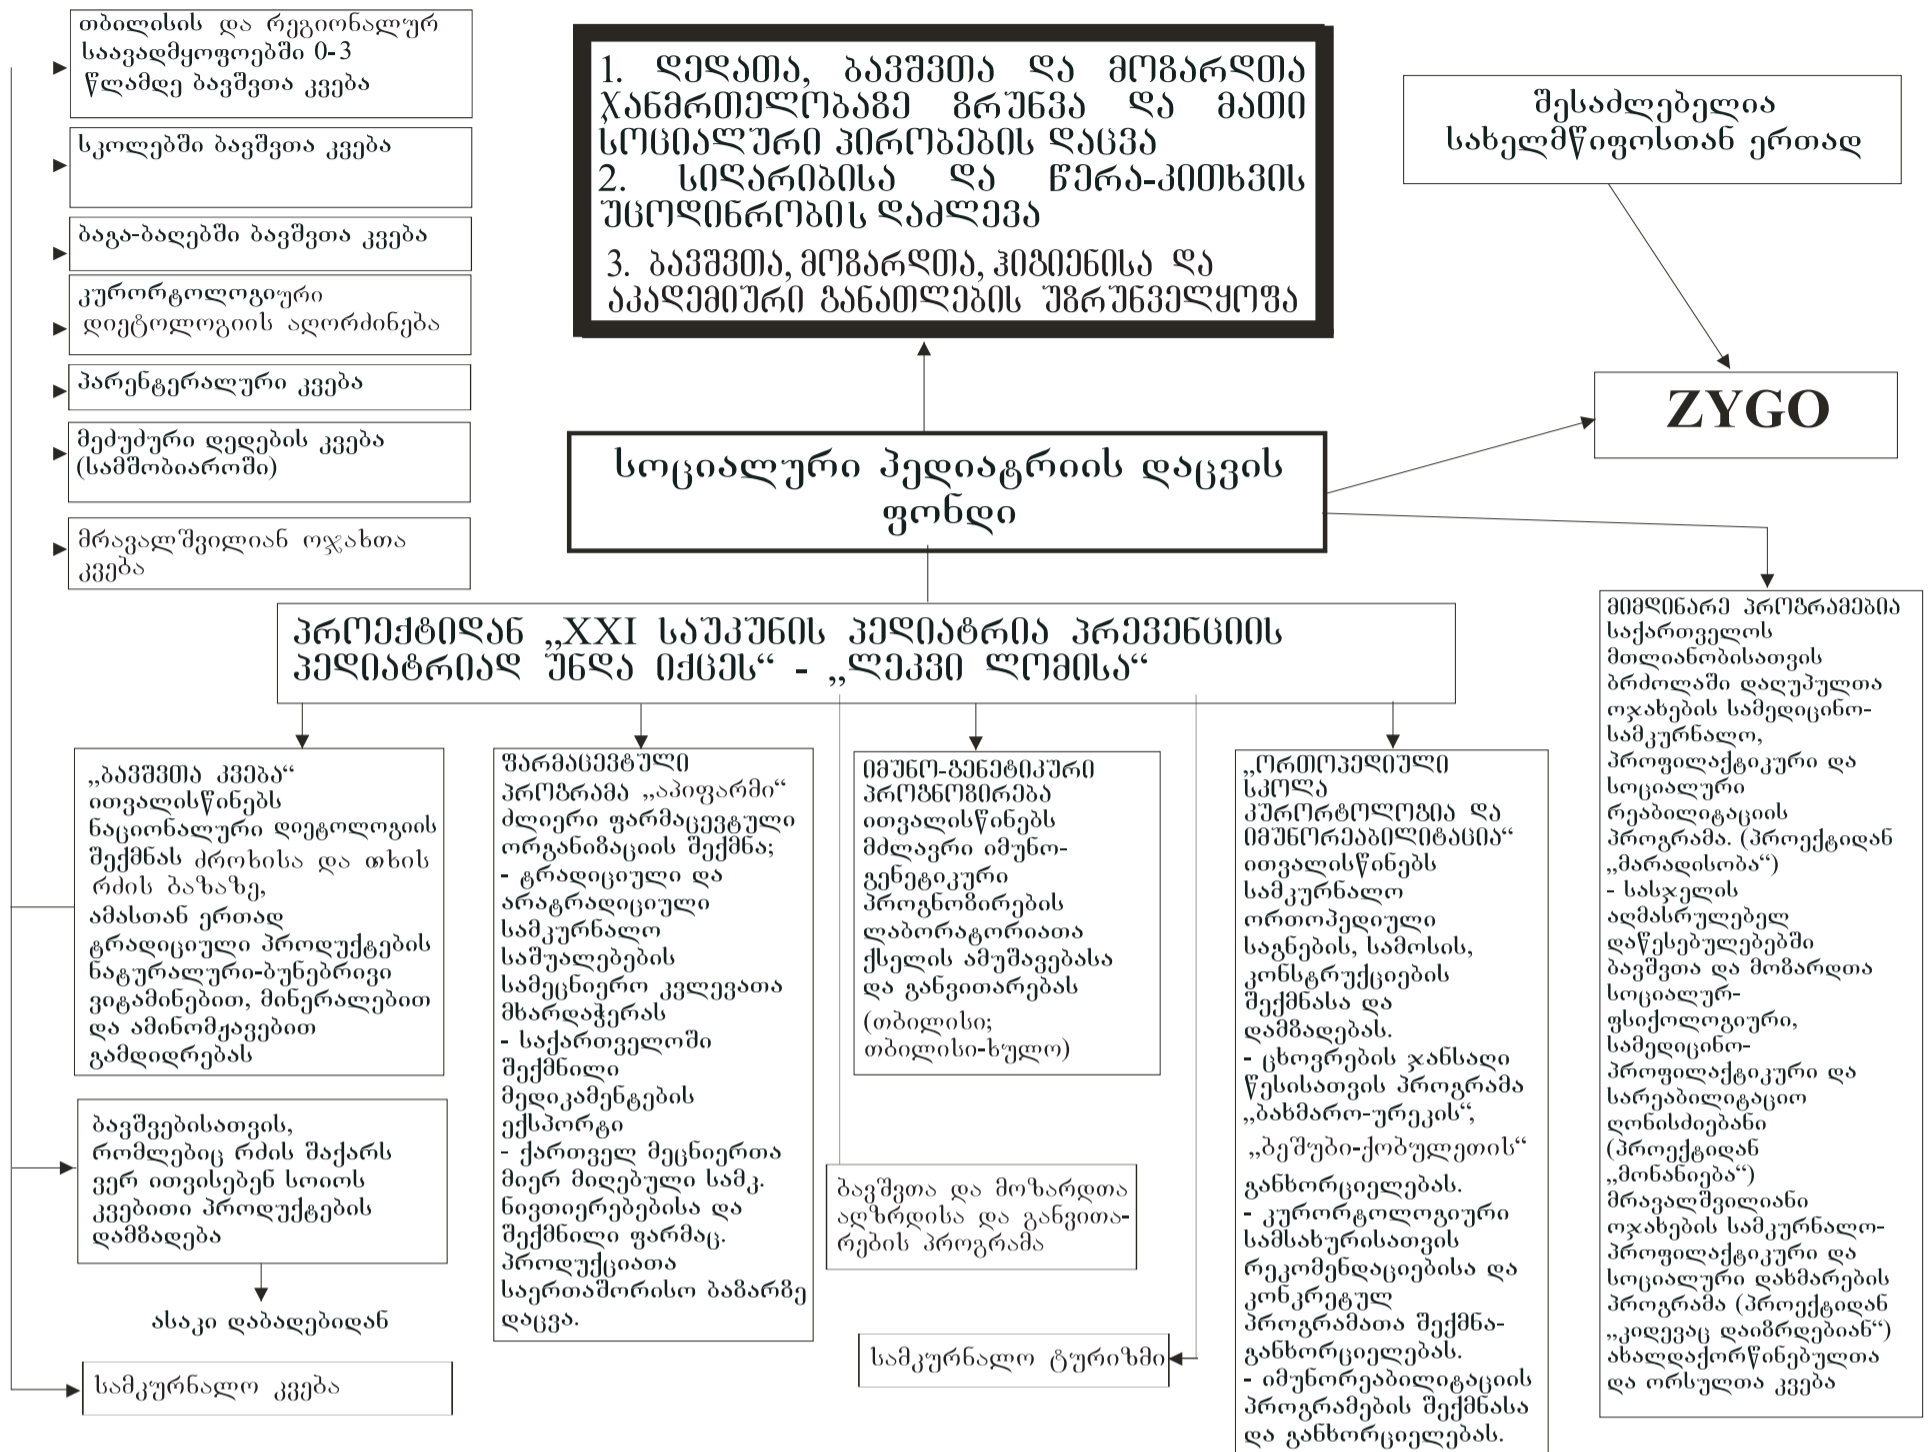 თბილისის და რეგიონალურ
საავადმყოფოებში 0-3
წლამდე ბავშვთა კვება
სკოლებში ბავშვთა კვება
ბაგა-ბაღებში ბავშვთა კვება
კურორტოლოგიური
დიეტოლოგიის აღორძინება
პარენტერალური კვება
მეძუძური დედების კვება
(სამშობიაროში)
მრავალშვილიან ოჯახთა
კვება
1. დედათა, ბავშვთა და მოზარდთა
ჯანმრთელობაზე ზრუნვა და მათი
სოციალური პირობების დაცვა
2. სიღარიბისა და წერა-კითხვის
უცოდინრობის დაძლევა
3. ბავშვთა, მოზარდთა, ჰიგიენისა და
აკადემიური განათლების უზრუნველყოფა
შესაძლებელია
სახელმწიფოსთან ერთად
ZYGO
სოციალური პედიატრიის დაცვის
ფონდი
პროექტიდან „XXI საუკუნის პედიატრია პრევენციის
პედიატრიად უნდა იქცეს“ - „ლეკვი ლომისა“
„ბავშვთა კვება“
ითვალისწინებს
ნაციონალური დიეტოლოგიის
შექმნას ძროხისა და თხის
რძის ბაზაზე,
ამასთან ერთად
ტრადიციული პროდუქტების
ნატურალური-ბუნებრივი
ვიტამინებით, მინერალებით
და ამინომჟავებით
გამდიდრებას
ბავშვებისათვის,
რომლებიც რძის შაქარს
ვერ ითვისებენ სოიოს
კვებითი პროდუქტების
დამზადება
ასაკი დაბადებიდან
სამკურნალო კვება
ფარმაცევტული
პროგრამა „აპიფარმი“
ძლიერი ფარმაცევტული
ორგანიზაციის შექმნა;
- ტრადიციული და
არატრადიციული
სამკურნალო
საშუალებების
სამეცნიერო კვლევათა
მხარდაჭერას
- საქართველოში
შექმნილი
მედიკამენტების
ექსპორტი
- ქართველ მეცნიერთა
მიერ მიღებული სამკ.
ნივთიერებებისა და
შექმნილი ფარმაც.
პროდუქციათა
საერთაშორისო ბაზარზე
დაცვა.
იმუნო-გენეტიკური
პროგნოზირება
ითვალისწინებს
მძლავრი იმუნო-
გენეტიკური
პროგნოზირების
ლაბორატორიათა
ქსელის ამუშავებასა
და განვითარებას
(თბილისი;
თბილისი-ხულო)
ბავშვთა და მოზარდთა
აღზრდისა და განვითა-
რების პროგრამა
სამკურნალო ტურიზმი
„ორთოპედიული
სკოლა
კურორტოლოგია და
იმუნორეაბილიტაცია“
ითვალისწინებს
სამკურნალო
ორთოპედიული
საგნების, სამოსის,
კონსტრუქციების
შექმნასა და
დამზადებას.
- ცხოვრების ჯანსაღი
წესისათვის პროგრამა
„ბახმარო-ურეკის“,
„ბეშუბი-ქობულეთის“
განხორციელებას.
- კურორტოლოგიური
სამსახურისათვის
რეკომენდაციებისა და
კონკრეტულ
პროგრამათა შექმნა-
განხორციელებას.
- იმუნორეაბილიტაციის
პროგრამების შექმნასა
და განხორციელებას.
მიმდინარე პროგრამებია
საქართველოს
მთლიანობისათვის
ბრძოლაში დაღუპულთა
ოჯახების სამედიცინო-
სამკურნალო,
პროფილაქტიკური და
სოციალური
რეაბილიტაციის
პროგრამა. (პროექტიდან
„მარადისობა“)
- სასჯელის
აღმასრულებელ
დაწესებულებებში
ბავშვთა და მოზარდთა
სოციალურ-
ფსიქოლოგიური,
სამედიცინო-
პროფილაქტიკური და
სარეაბილიტაციო
ღონისძიებანი
(პროექტიდან
„მონანიება“)
მრავალშვილიანი
ოჯახების სამკურნალო-
პროფილაქტიკური და
სოციალური დახმარების
პროგრამა (პროექტიდან
„კიდევაც დაიზრდებიან“)
ახალდაქორწინებულთა
და ორსულთა კვება